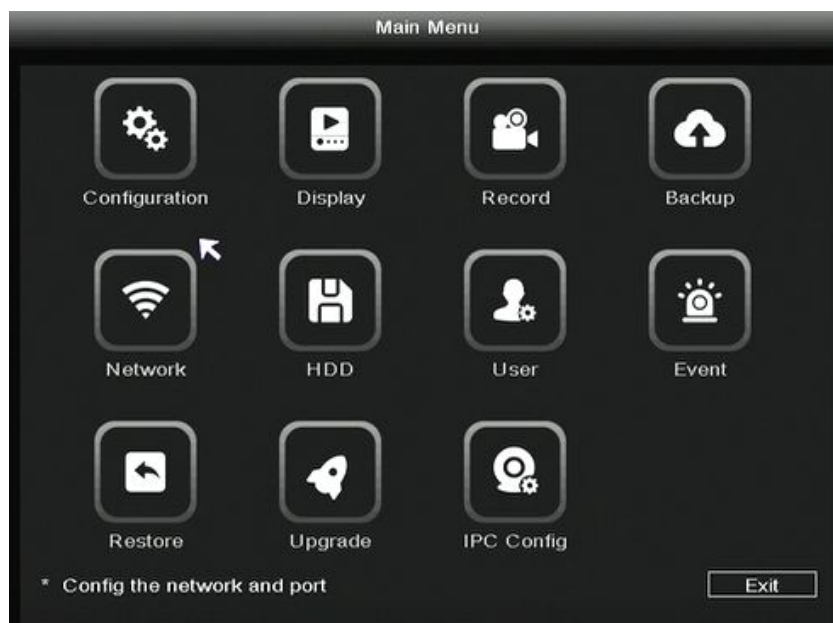 Main Menu
Configuration Display Record Backup
Network HDD User Event
Restore Upgrade IPC Config
* Config the network and port Exit